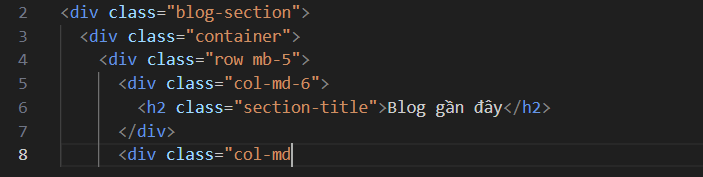 2 <div class="blog-section">
3 <div class="container">
4 <div class="row mb-5">
5 <div class="col-md-6">
6 <h2 class="section-title">Blog gần đây</h2>
7 </div>
8 <div class="col-md